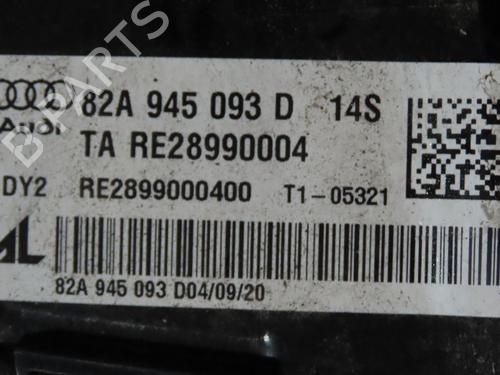 Audi 82A 945 093 D 14S
TA RE28990004
DY2 RE2899000400 T1-05321
AL
82A 945 093 D04/09/20
B-PARTS